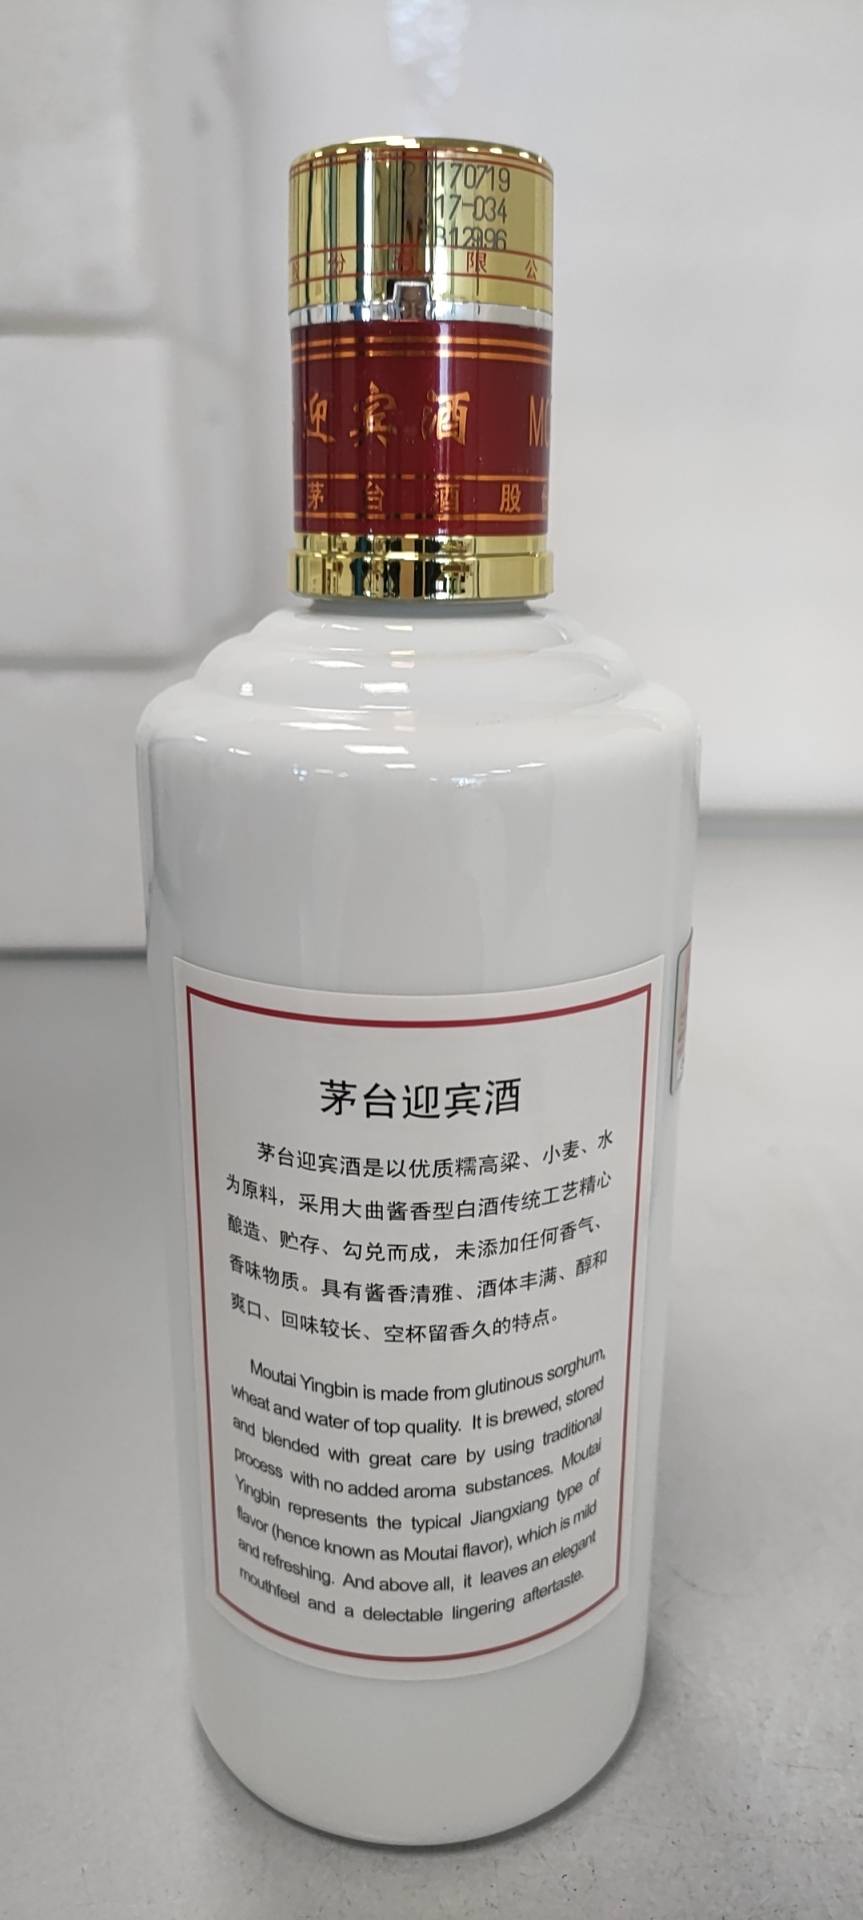 170719
17-034
股份有限公
迎宾酒 MO
茅台酒股份
茅台迎宾酒
茅台迎宾酒是以优质糯高粱、小麦、水
为原料，采用大曲酱香型白酒传统工艺精心
酿造、贮存、勾兑而成，未添加任何香气、
香味物质。具有酱香清雅、酒体丰满、醇和
爽口、回味较长、空杯留香久的特点。
Moutai Yingbin is made from glutinous sorghum,
wheat and water of top quality. It is brewed, stored
and blended with great care by using traditional
process with no added aroma substances. Moutai
Yingbin represents the typical Jiangxiang type of
flavor (hence known as Moutai flavor), which is mild
and refreshing. And above all, it leaves an elegant
mouthfeel and a delectable lingering aftertaste.